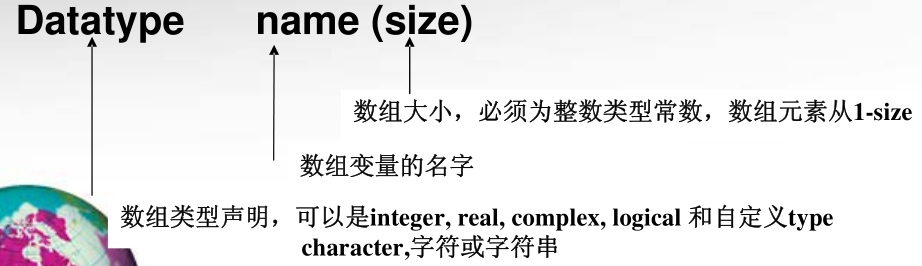 Datatype name (size)
数组大小，必须为整数类型常数，数组元素从1-size
数组变量的名字
数组类型声明，可以是integer, real, complex, logical 和自定义type
character,字符或字符串